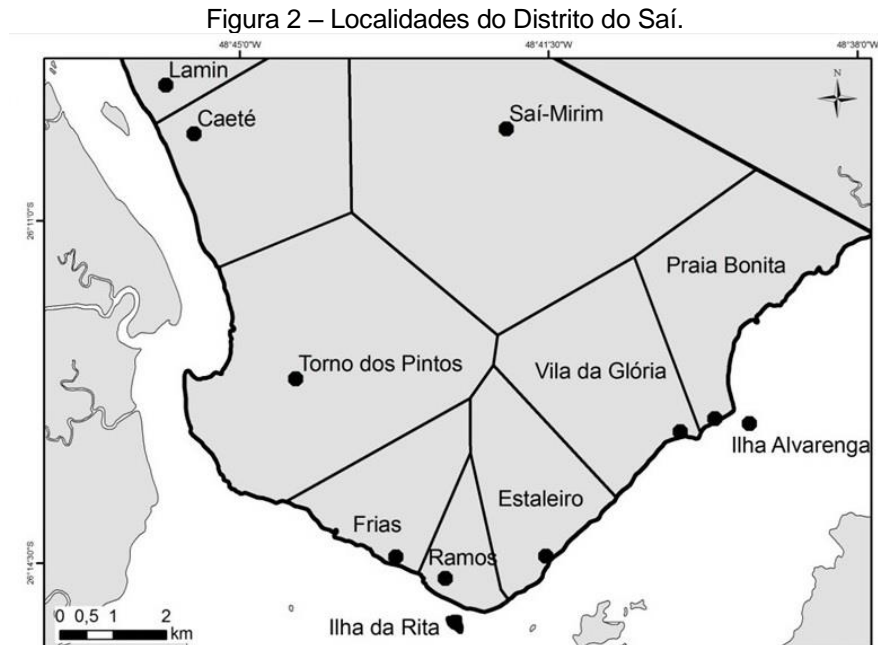 Figura 2 – Localidades do Distrito do Saí.
48°45'0"W
48°41'30"W
48°38'0"W
Lamin
N
Caeté
Saí-Mirim
26°11'0"S
Praia Bonita
Torno dos Pintos
Vila da Glória
Ilha Alvarenga
Estaleiro
Frias
Ramos
26°14'30"S
0 0,5 1 2
km
Ilha da Rita